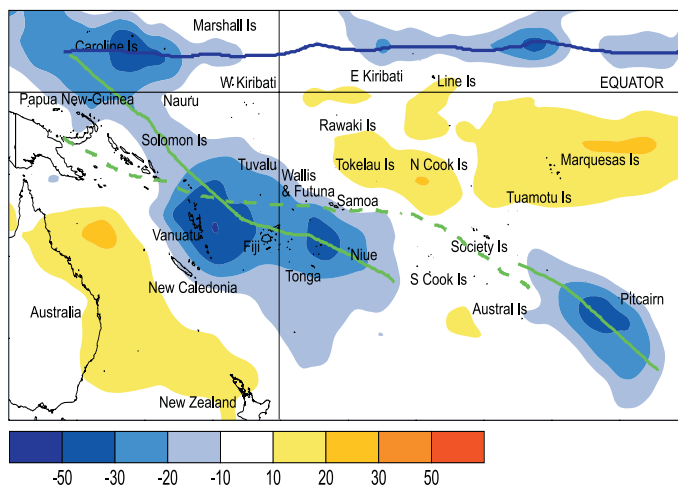 Marshall Is
Caroline Is
W. Kiribati
E Kiribati
Line Is
EQUATOR
Papua New-Guinea
Nauru
Rawaki Is
Solomon Is
Tuvalu
Wallis
& Futuna
Tokelau Is
N Cook Is
Marquesas Is
Samoa
Tuamotu Is
Vanuatu
Fiji
Niue
Society Is
Tonga
S Cook Is
New Caledonia
Pitcairn
Australia
Austral Is
New Zealand
-50 -30 -20 -10 10 20 30 50